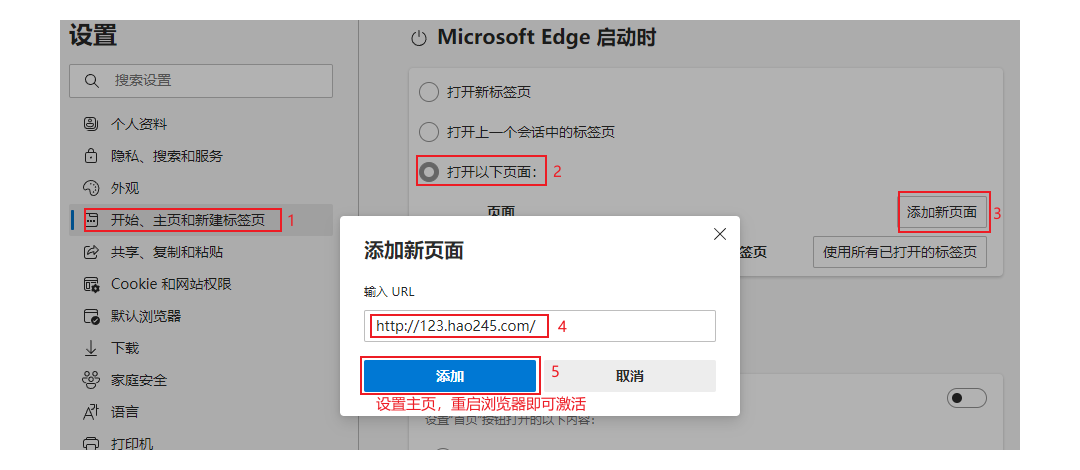 设置
搜索设置
个人资料
隐私、搜索和服务
外观
开始、主页和新建标签页 1
共享、复制和粘贴
Cookie 和网站权限
默认浏览器
下载
家庭安全
语言
打印机
Microsoft Edge 启动时
打开新标签页
打开上一个会话中的标签页
打开以下页面: 2
页面
添加新页面 3
签页
使用所有已打开的标签页
添加新页面
输入 URL
http://123.hao245.com/ 4
添加 5
取消
设置主页，重启浏览器即可激活
设置"首页"按钮打开的以下内容: